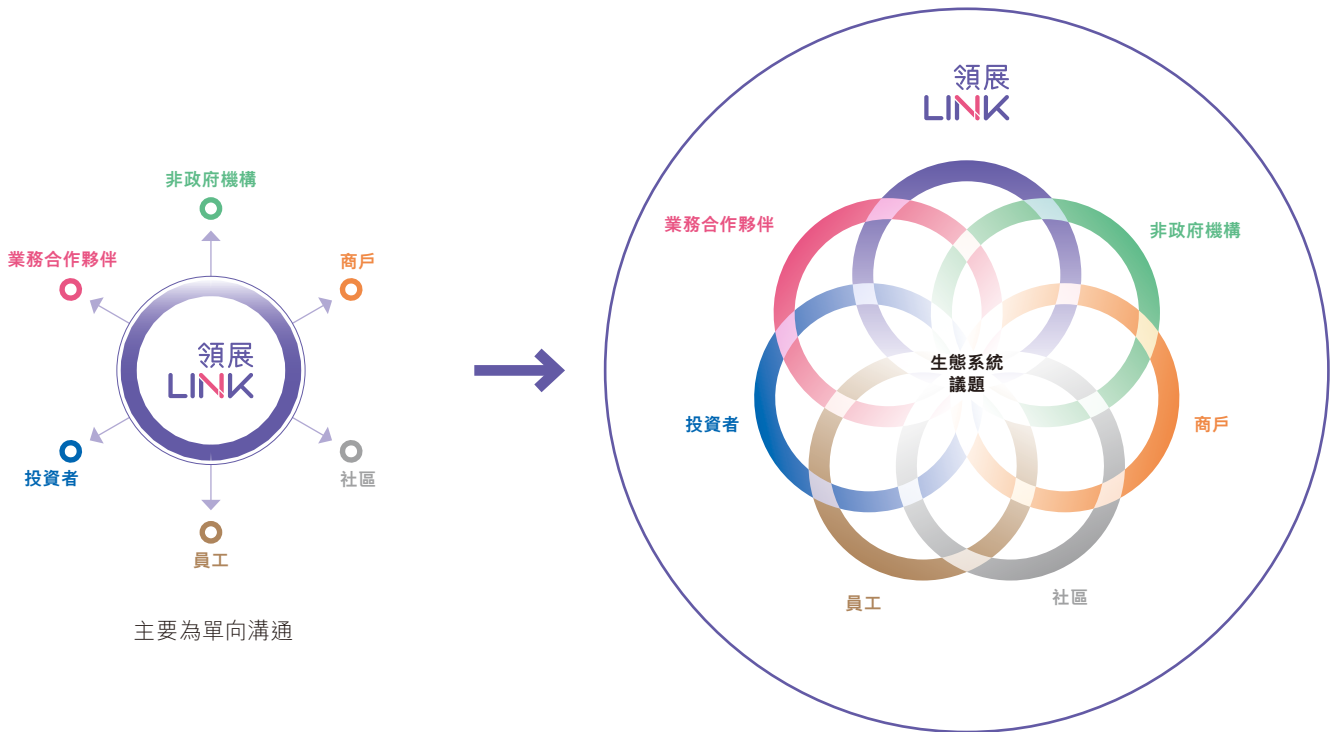 非政府機構
業務合作夥伴
商戶
領展
LINK
投資者
社區
員工
主要為單向溝通
領展
LINK
業務合作夥伴
非政府機構
生態系統
議題
投資者
商戶
員工
社區